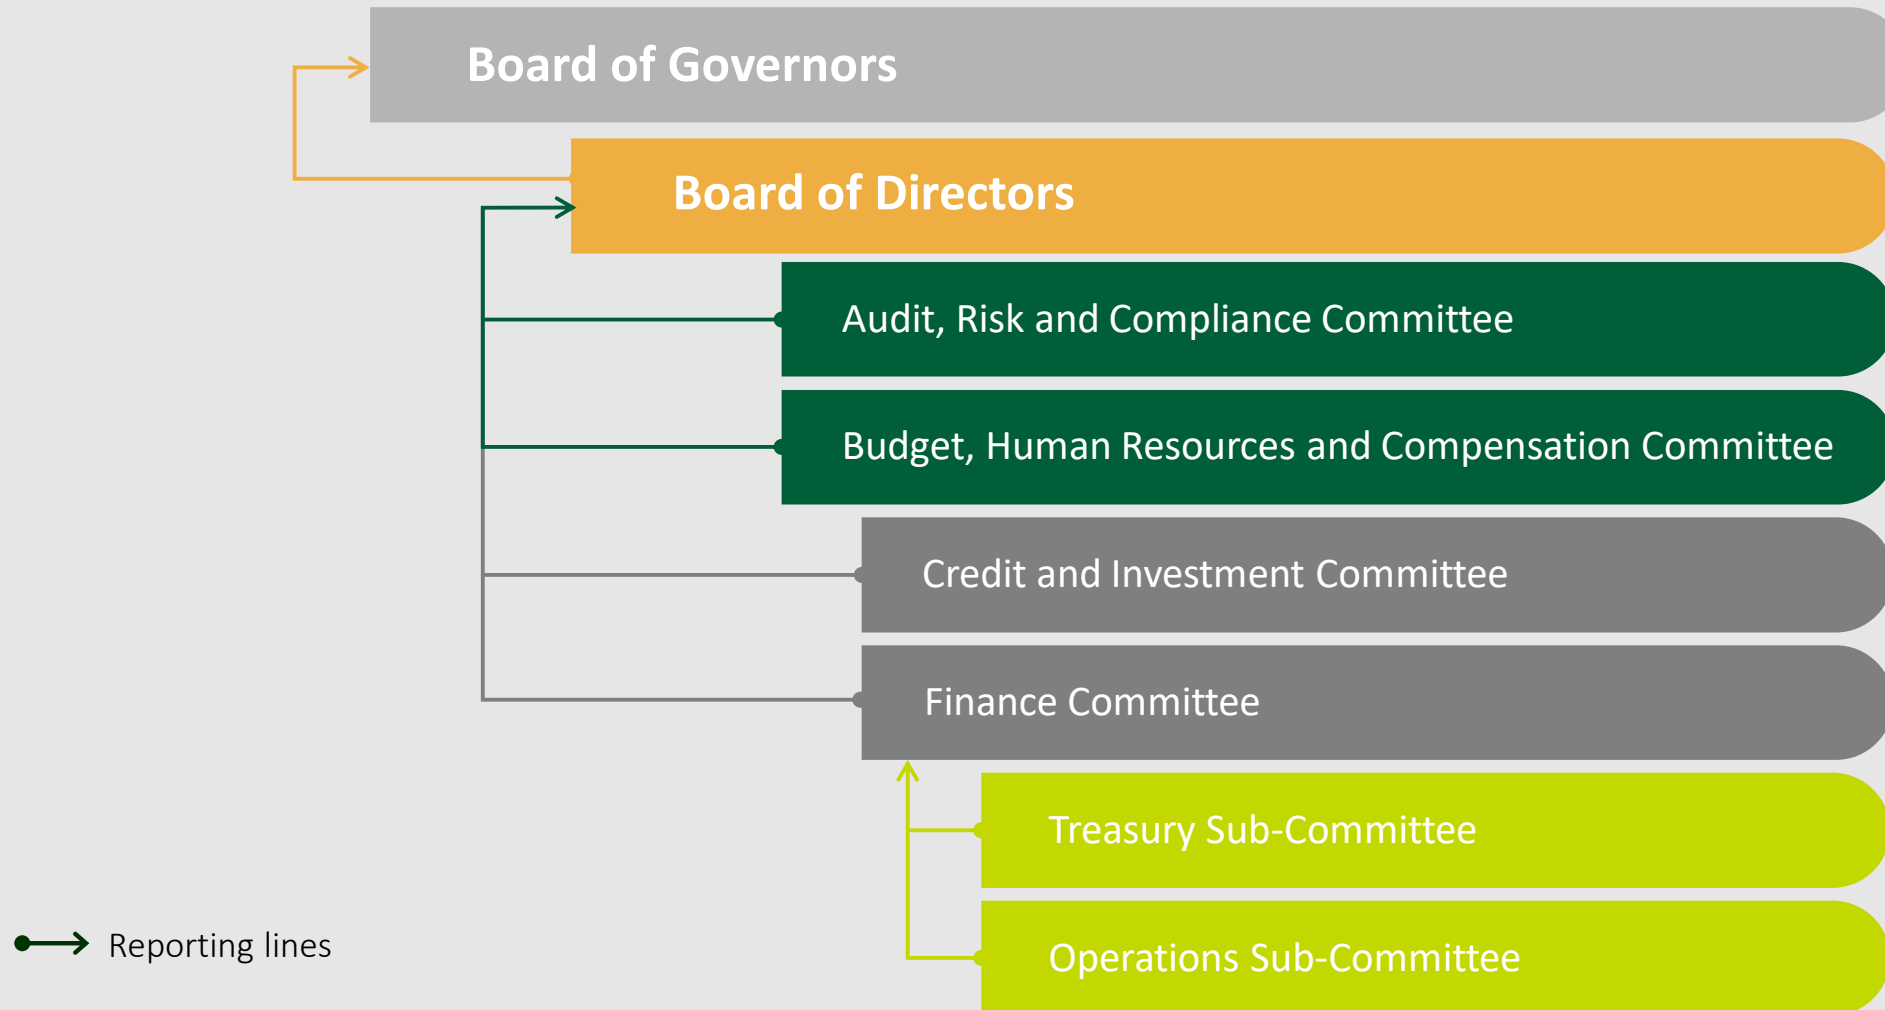 Board of Governors
Board of Directors
Audit, Risk and Compliance Committee
Budget, Human Resources and Compensation Committee
Credit and Investment Committee
Finance Committee
Treasury Sub-Committee
Operations Sub-Committee
Reporting lines